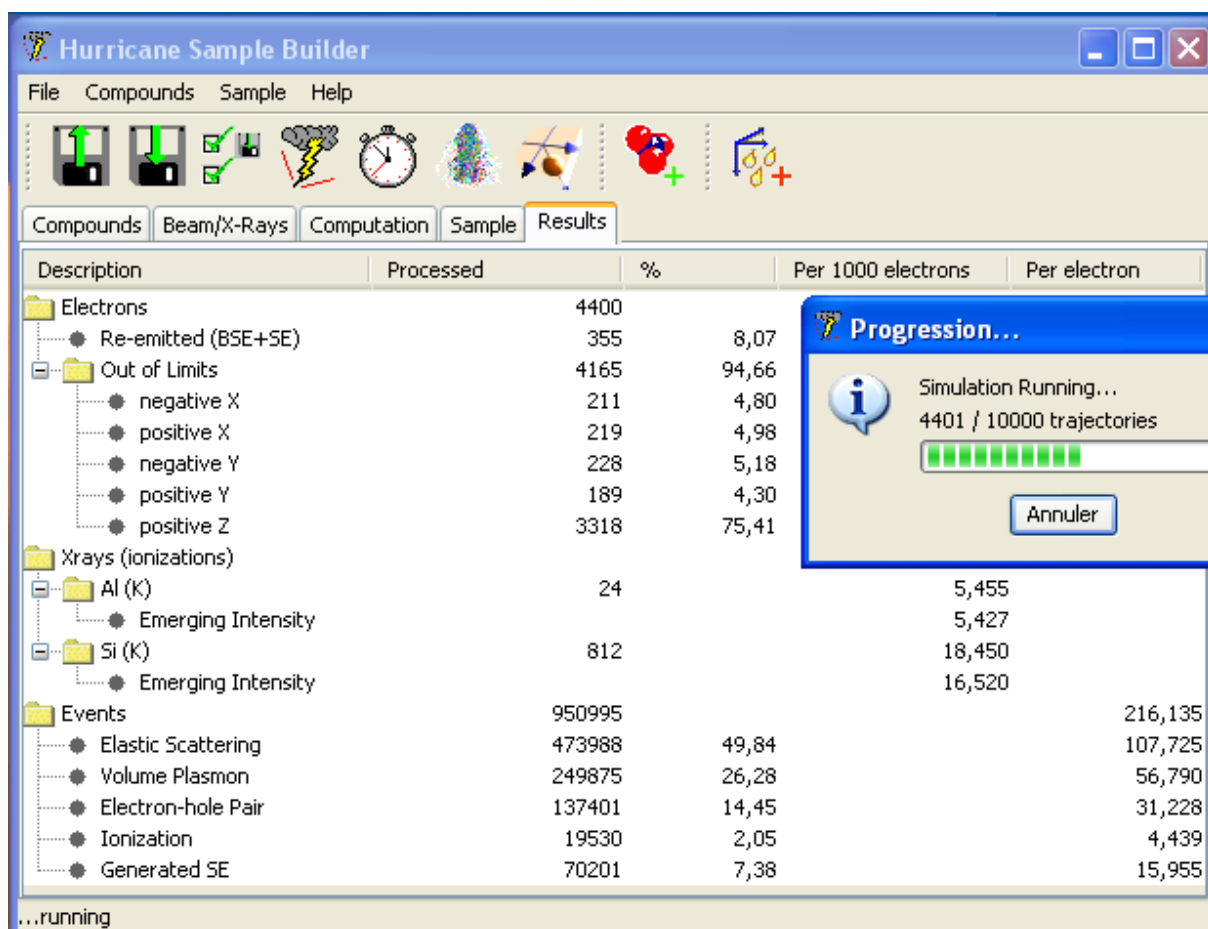 Hurricane Sample Builder
File Compounds Sample Help
Compounds Beam/X-Rays Computation Sample Results
Description Processed % Per 1000 electrons Per electron
Electrons 4400
Re-emitted (BSE+SE) 355 8,07
Out of Limits 4165 94,66
negative X 211 4,80
positive X 219 4,98
negative Y 228 5,18
positive Y 189 4,30
positive Z 3318 75,41
Progression...
Simulation Running...
4401 / 10000 trajectories
Annuler
Xrays (ionizations)
Al (K) 24 5,455
Emerging Intensity 5,427
Si (K) 812 18,450
Emerging Intensity 16,520
Events 950995 216,135
Elastic Scattering 473988 49,84 107,725
Volume Plasmon 249875 26,28 56,790
Electron-hole Pair 137401 14,45 31,228
Ionization 19530 2,05 4,439
Generated SE 70201 7,38 15,955
...running